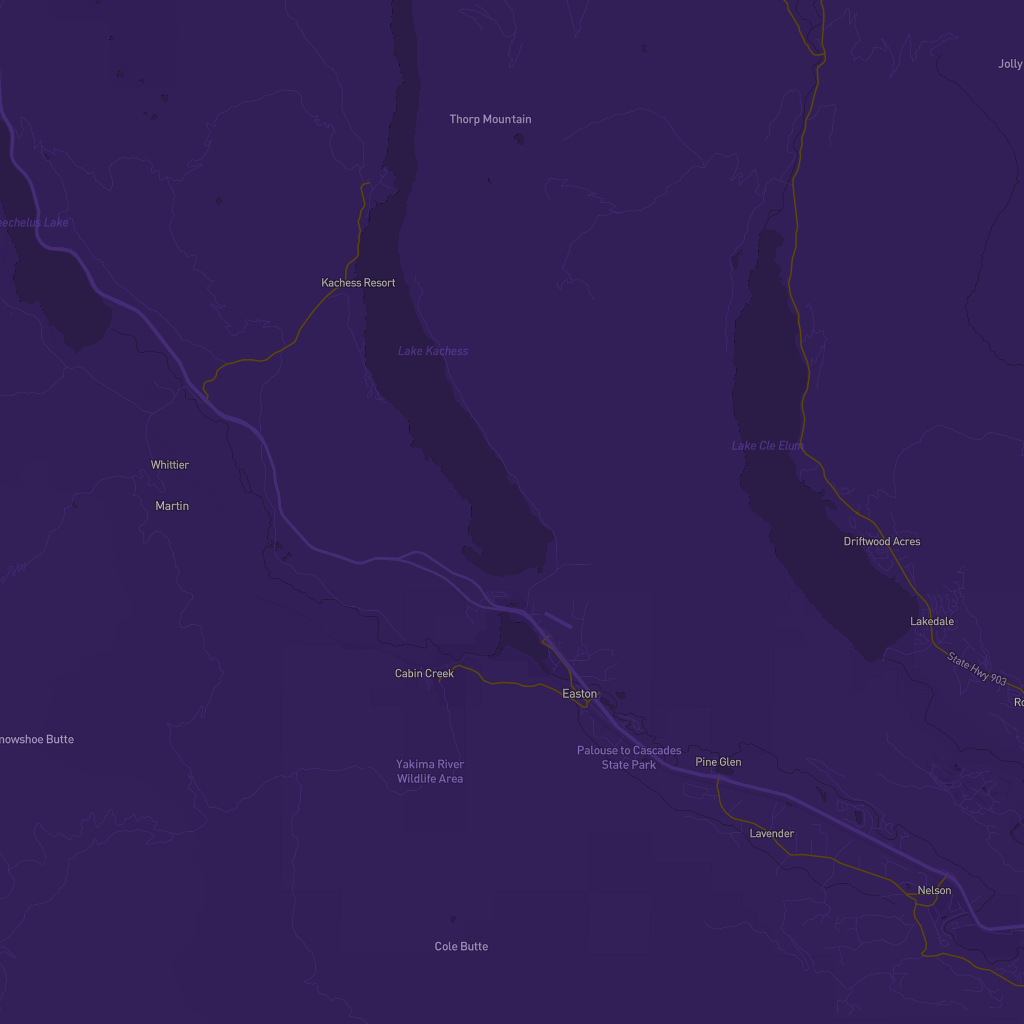 Jolly
Thorp Mountain
echelus Lake
Kachess Resort
Lake Kachess
Lake Cle Elum
Whittier
Martin
Driftwood Acres
Lakedale
State Hwy 903
Cabin Creek
Easton
Ro
nowshoe Butte
Palouse to Cascades
State Park
Yakima River
Wildlife Area
Pine Glen
Lavender
Nelson
Cole Butte